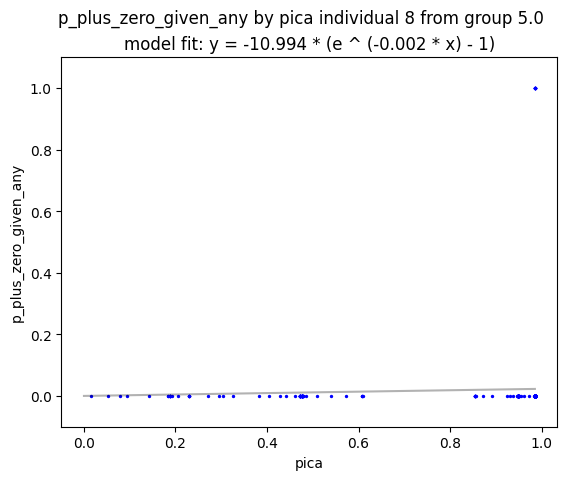 p_plus_zero_given_any by pica individual 8 from group 5.0
model fit: y = -10.994 * (e ^ (-0.002 * x) - 1)
1.0
0.8
0.6
0.4
0.2
0.0
p_plus_zero_given_any
0.0 0.2 0.4 0.6 0.8 1.0
pica